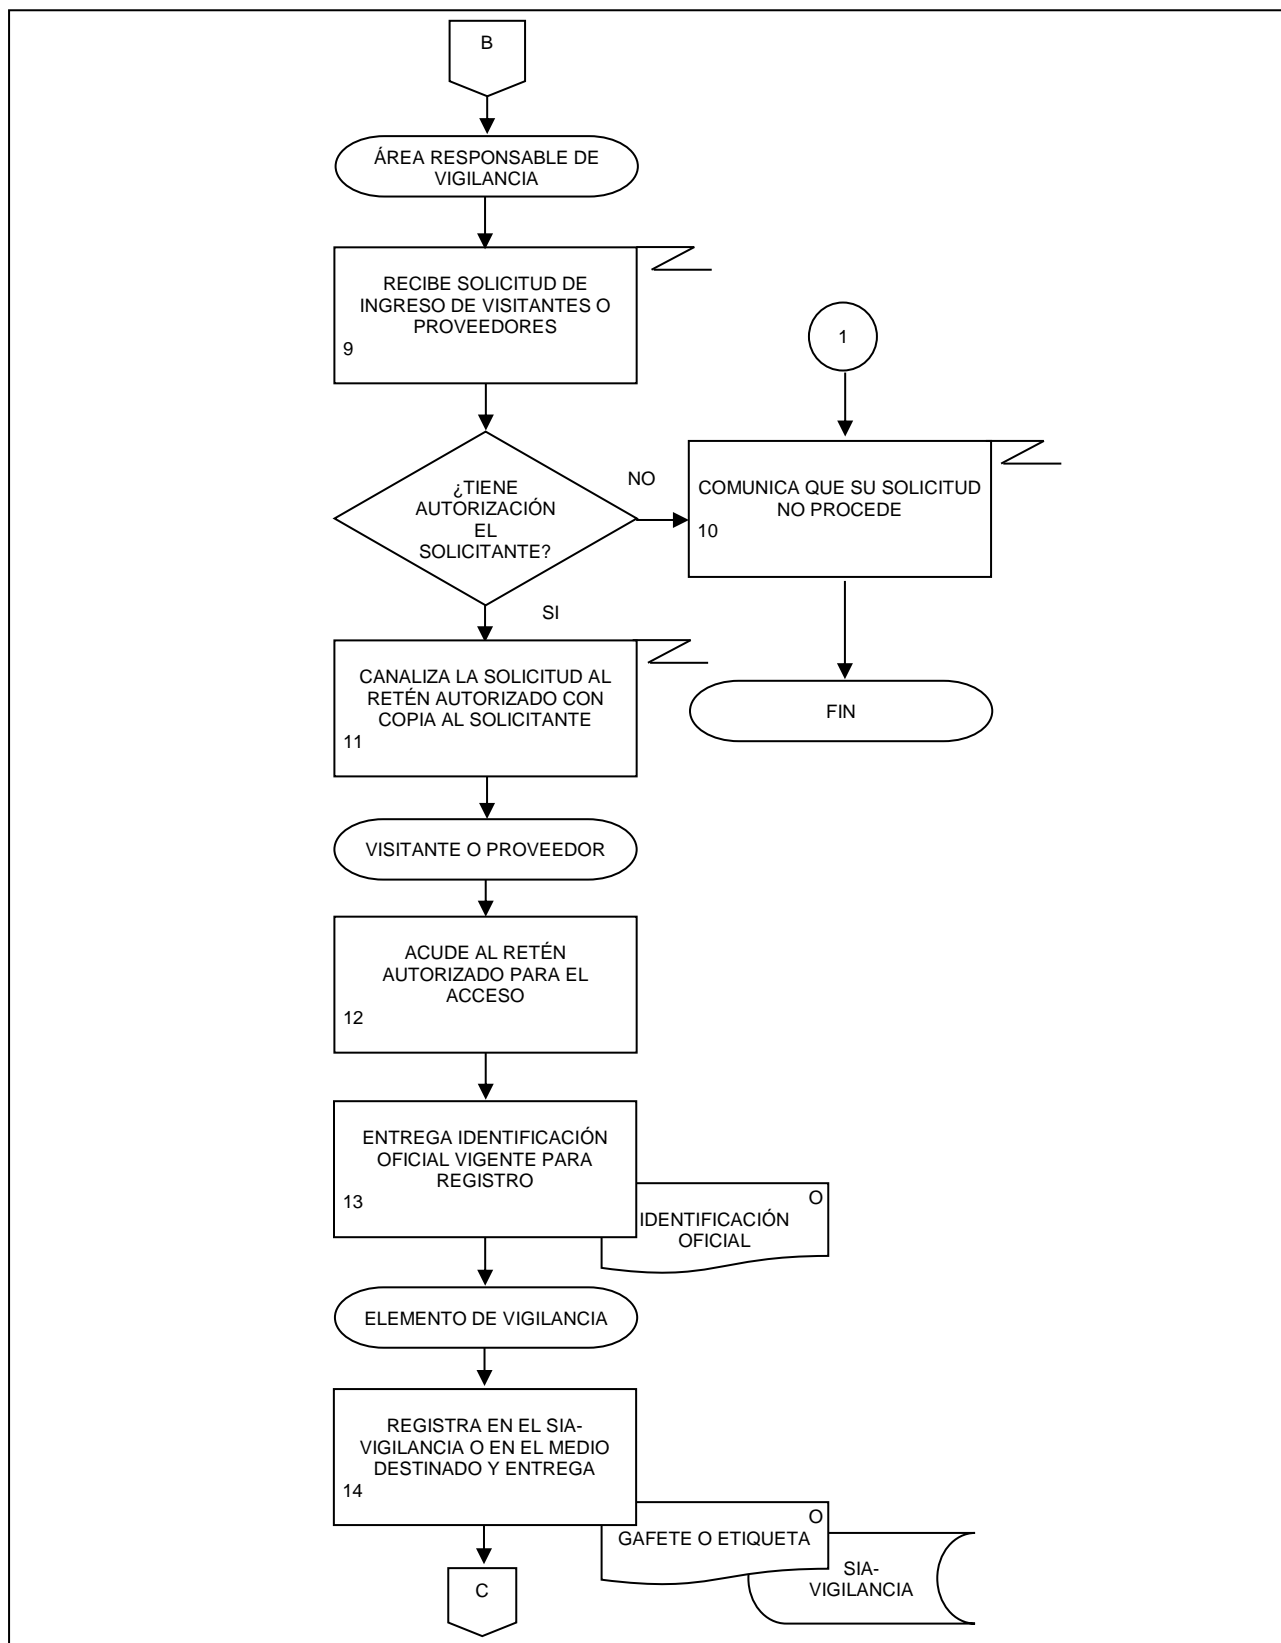 B
ÁREA RESPONSABLE DE
VIGILANCIA
RECIBE SOLICITUD DE
INGRESO DE VISITANTES O
PROVEEDORES
9
1
¿TIENE
AUTORIZACIÓN
EL
SOLICITANTE?
NO
COMUNICA QUE SU SOLICITUD
NO PROCEDE
10
SI
FIN
CANALIZA LA SOLICITUD AL
RETÉN AUTORIZADO CON
COPIA AL SOLICITANTE
11
VISITANTE O PROVEEDOR
ACUDE AL RETÉN
AUTORIZADO PARA EL
ACCESO
12
ENTREGA IDENTIFICACIÓN
OFICIAL VIGENTE PARA
REGISTRO
13
O
IDENTIFICACIÓN
OFICIAL
ELEMENTO DE VIGILANCIA
REGISTRA EN EL SIA-
VIGILANCIA O EN EL MEDIO
DESTINADO Y ENTREGA
14
O
GAFETE O ETIQUETA
SIA-
VIGILANCIA
C